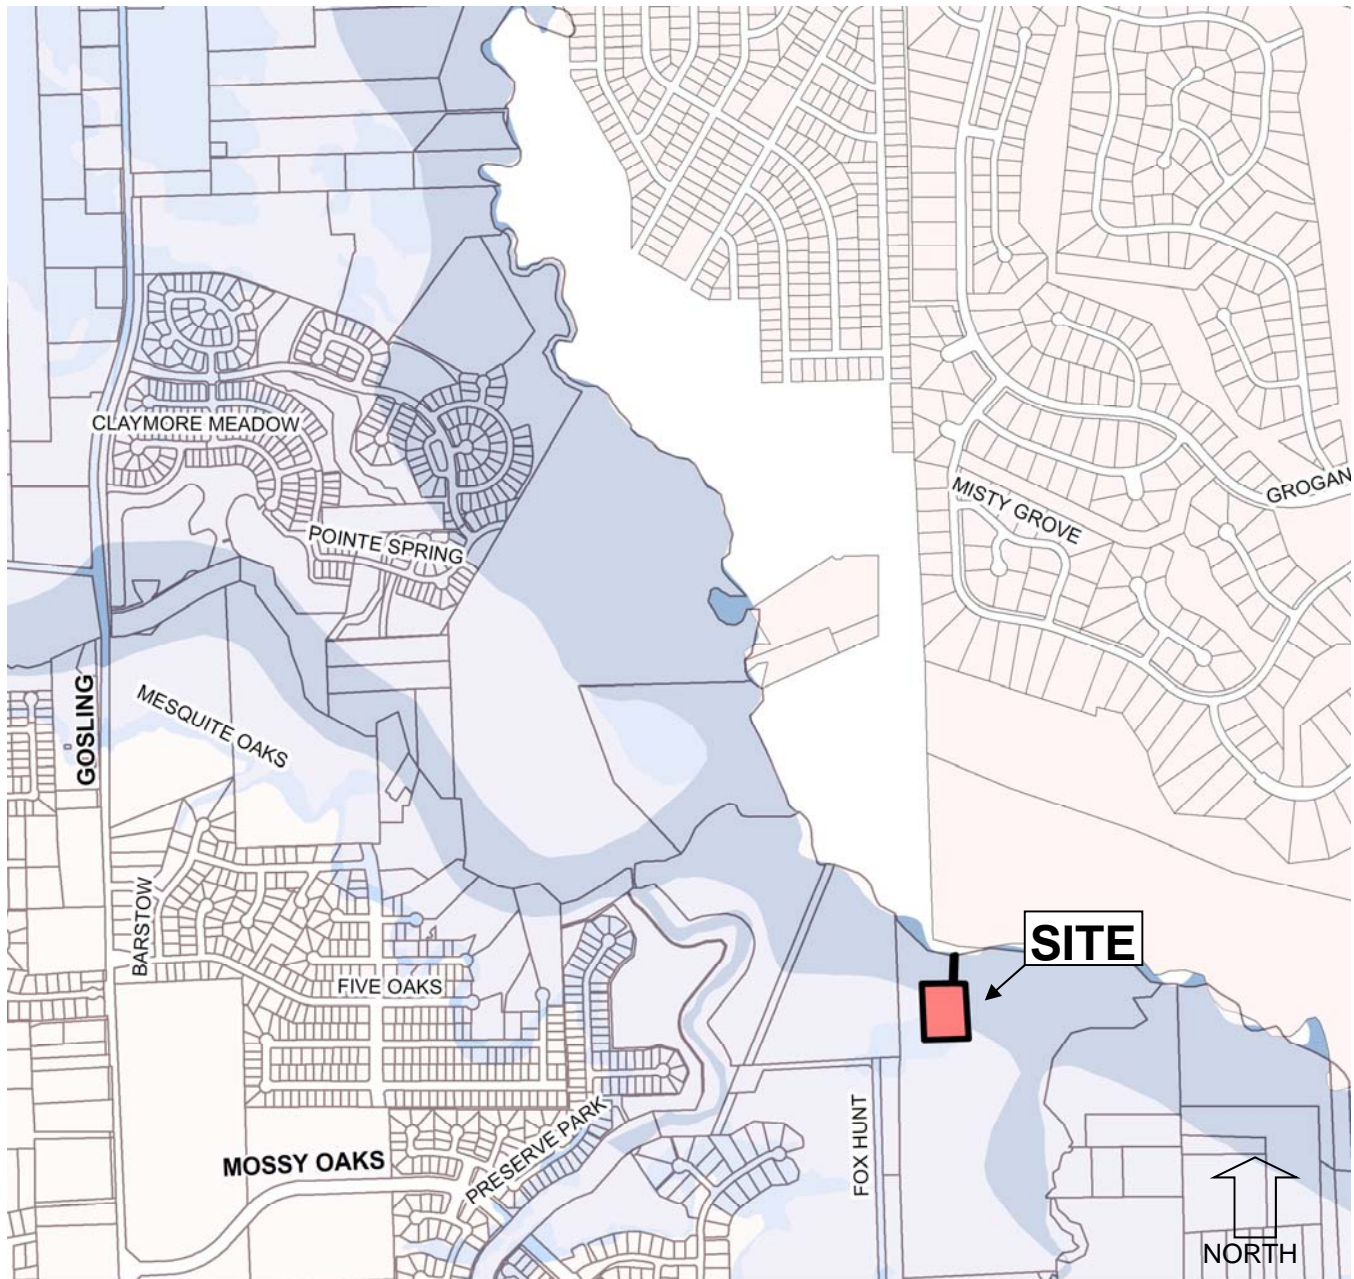 CLAYMORE MEADOW
MISTY GROVE
GROGAN
POINTE SPRING
GOSLING
MESQUITE OAKS
BARSTOW
SITE
FIVE OAKS
FOX HUNT
PRESERVE PARK
MOSSY OAKS
NORTH